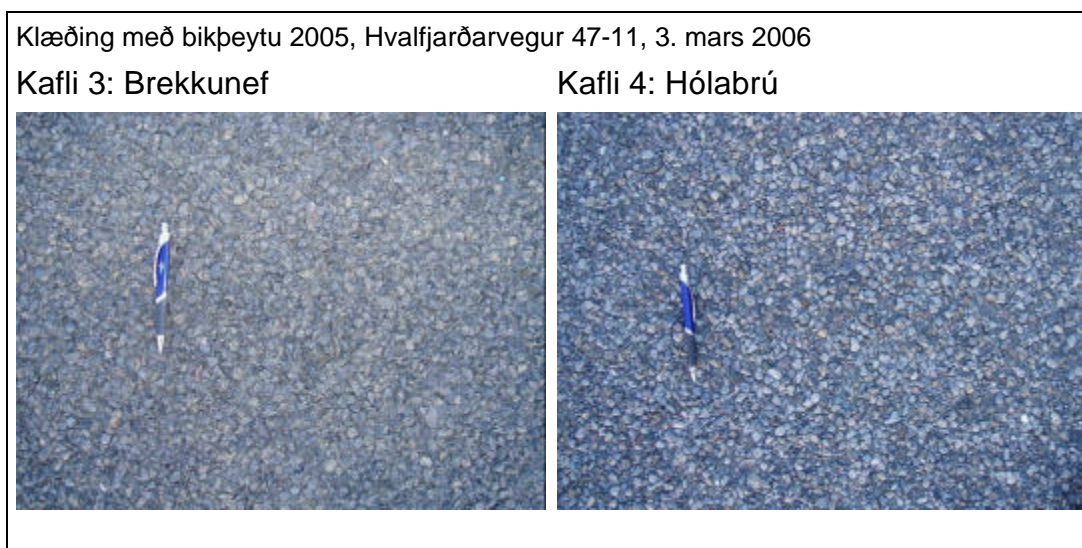 Klæðing með bikþeytu 2005, Hvalfjarðarvegur 47-11, 3. mars 2006
Kafli 3: Brekkunef
Kafli 4: Hólabrú